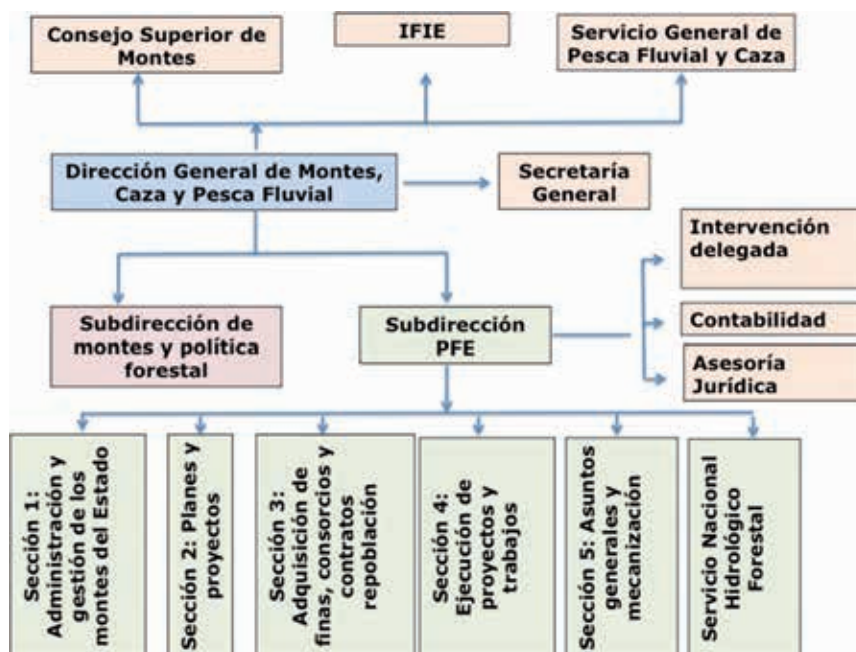 Consejo Superior de
Montes
IFIE
Servicio General de
Pesca Fluvial y Caza
Dirección General de Montes,
Caza y Pesca Fluvial
Secretaría
General
Intervención
delegada
Subdirección de
montes y política
forestal
Subdirección
PFE
Contabilidad
Asesoría
Jurídica
Sección 1:
Administración y
gestión de los
montes del Estado
Sección 2: Planes y
proyectos
Sección 3:
Adquisición de
finas, consorcios y
contratos
repoblación
Sección 4:
Ejecución de
proyectos y
trabajos
Sección 5: Asuntos
generales y
mecanización
Servicio Nacional
Hidrológico
Forestal